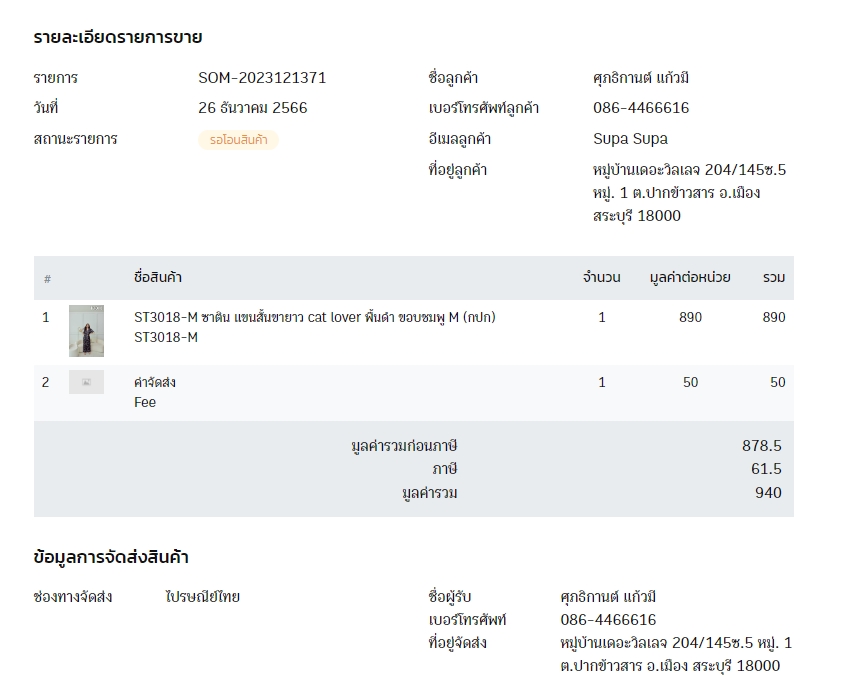 รายละเอียดรายการขาย
รายการ SOM-2023121371
วันที่ 26 ธันวาคม 2566
สถานะรายการ รอโอนสินค้า
ชื่อลูกค้า ศุภธิกานต์ แก้วมี
เบอร์โทรศัพท์ลูกค้า 086-4466616
อีเมลลูกค้า Supa Supa
ที่อยู่ลูกค้า หมู่บ้านเดอะวิลเลจ 204/145ซ.5
หมู่. 1 ต.ปากข้าวสาร อ.เมือง
สระบุรี 18000
# ชื่อสินค้า จำนวน มูลค่าต่อหน่วย รวม
1 ST3018-M ซาติน แขนสั้นขายาว cat lover พื้นดำ ขอบชมพู M (กปก) 1 890 890
ST3018-M
2 ค่าจัดส่ง 1 50 50
Fee
มูลค่ารวมก่อนภาษี 878.5
ภาษี 61.5
มูลค่ารวม 940
ข้อมูลการจัดส่งสินค้า
ช่องทางจัดส่ง ไปรษณีย์ไทย
ชื่อผู้รับ ศุภธิกานต์ แก้วมี
เบอร์โทรศัพท์ 086-4466616
ที่อยู่จัดส่ง หมู่บ้านเดอะวิลเลจ 204/145ซ.5 หมู่. 1
ต.ปากข้าวสาร อ.เมือง สระบุรี 18000